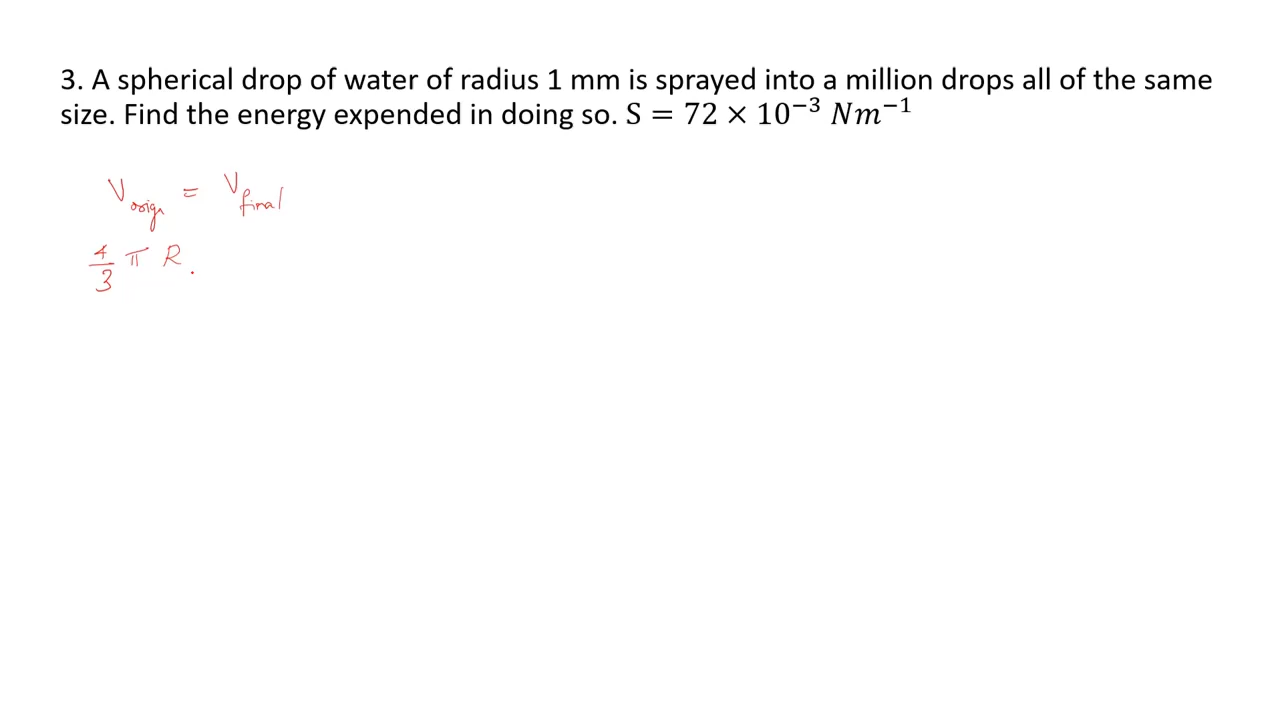 3. A spherical drop of water of radius 1 mm is sprayed into a million drops all of the same
size. Find the energy expended in doing so. S = 72 × 10⁻³ Nm⁻¹
V_orign = V_final
4/3 π R